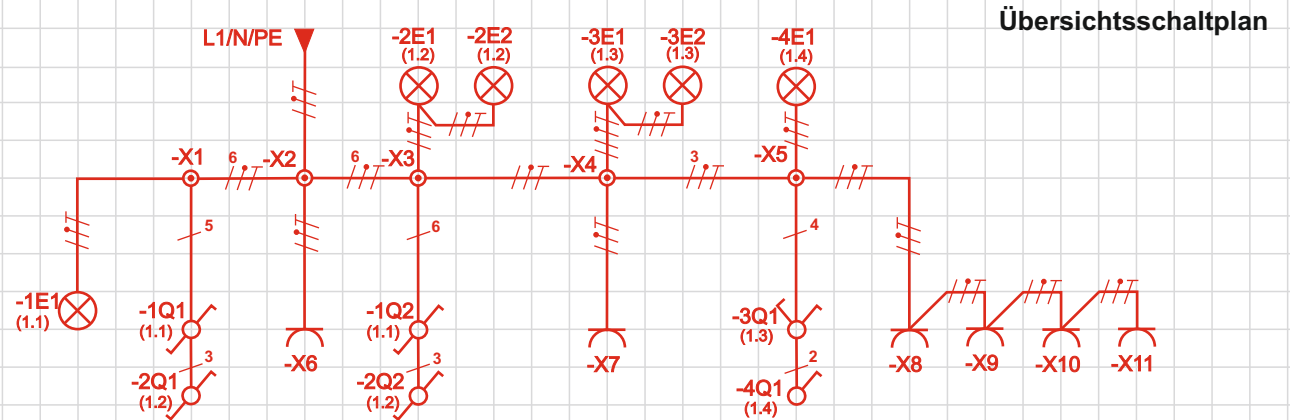 Übersichtsschaltplan
L1/N/PE
-2E1
(1.2)
-2E2
(1.2)
-3E1
(1.3)
-3E2
(1.3)
-4E1
(1.4)
-X1
6
-X2
6
-X3
-X4
3
-X5
5
6
4
-1E1
(1.1)
-1Q1
(1.1)
-X6
-1Q2
(1.1)
-X7
-3Q1
(1.3)
-X8
-X9
-X10
-X11
3
3
2
-2Q1
(1.2)
-2Q2
(1.2)
-4Q1
(1.4)